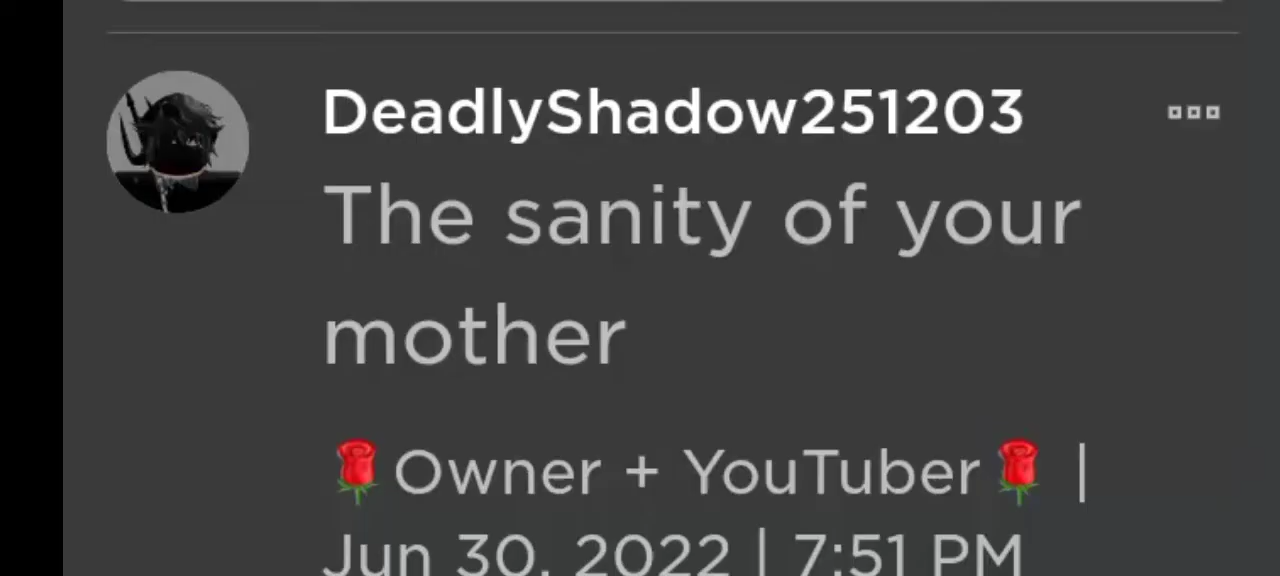 DeadlyShadow251203
The sanity of your
mother
🌹Owner + YouTuber🌹 |
Jun 30, 2022 | 7:51 PM